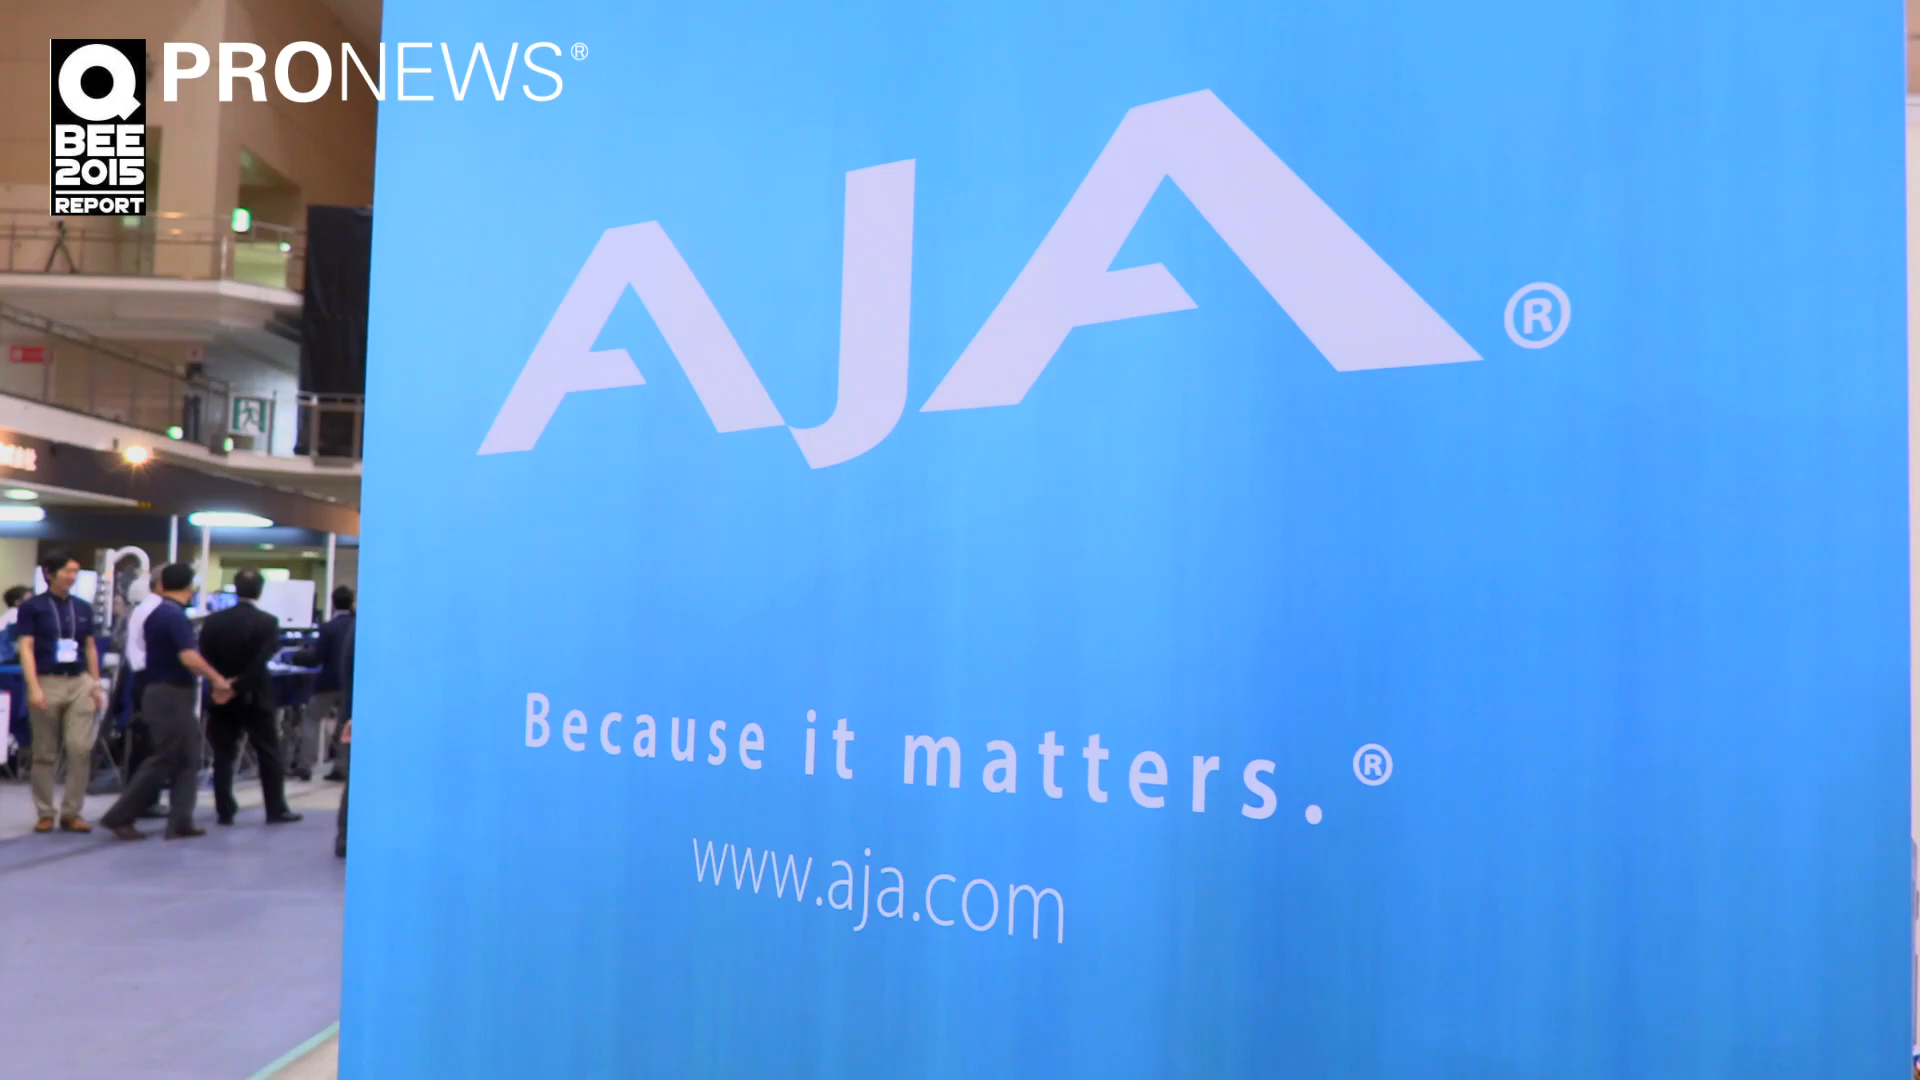 Q
BEE
2015
REPORT
PRONEWS®
AJA®
Because it matters.®
www.aja.com